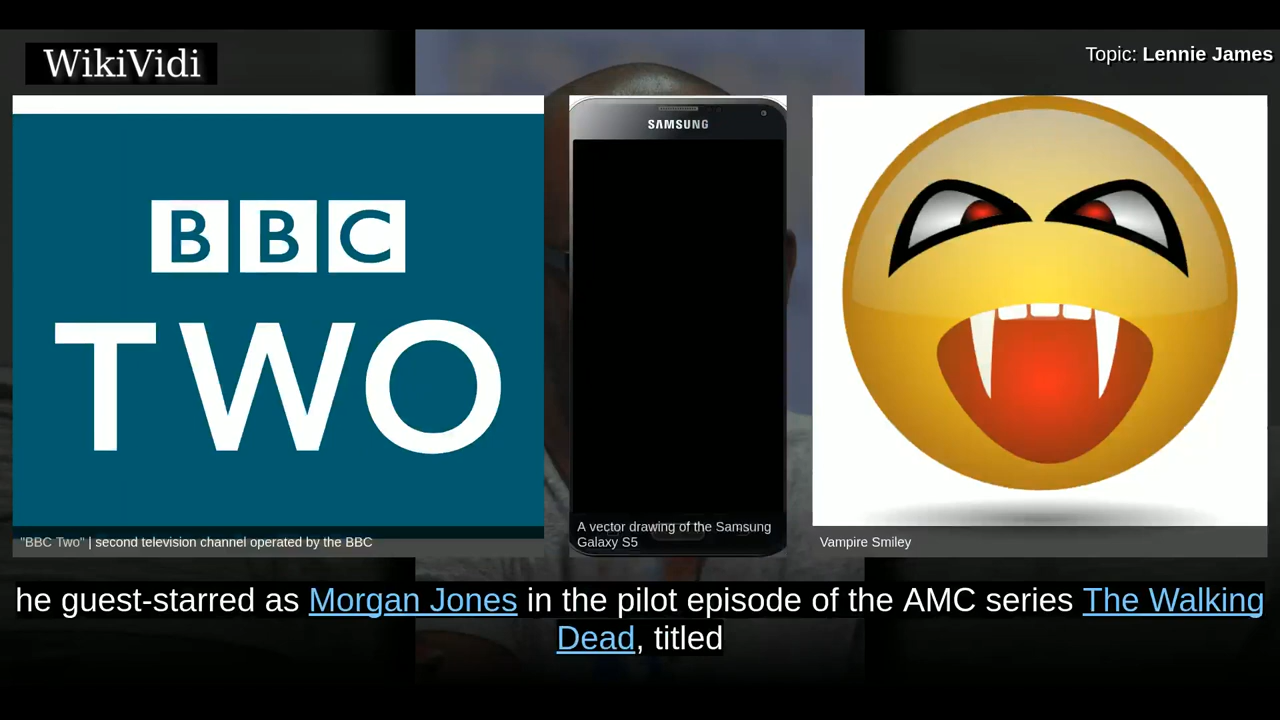 WikiVidi
Topic: Lennie James
BBC
TWO
SAMSUNG
"BBC Two" | second television channel operated by the BBC
A vector drawing of the Samsung
Galaxy S5
Vampire Smiley
he guest-starred as Morgan Jones in the pilot episode of the AMC series The Walking
Dead, titled